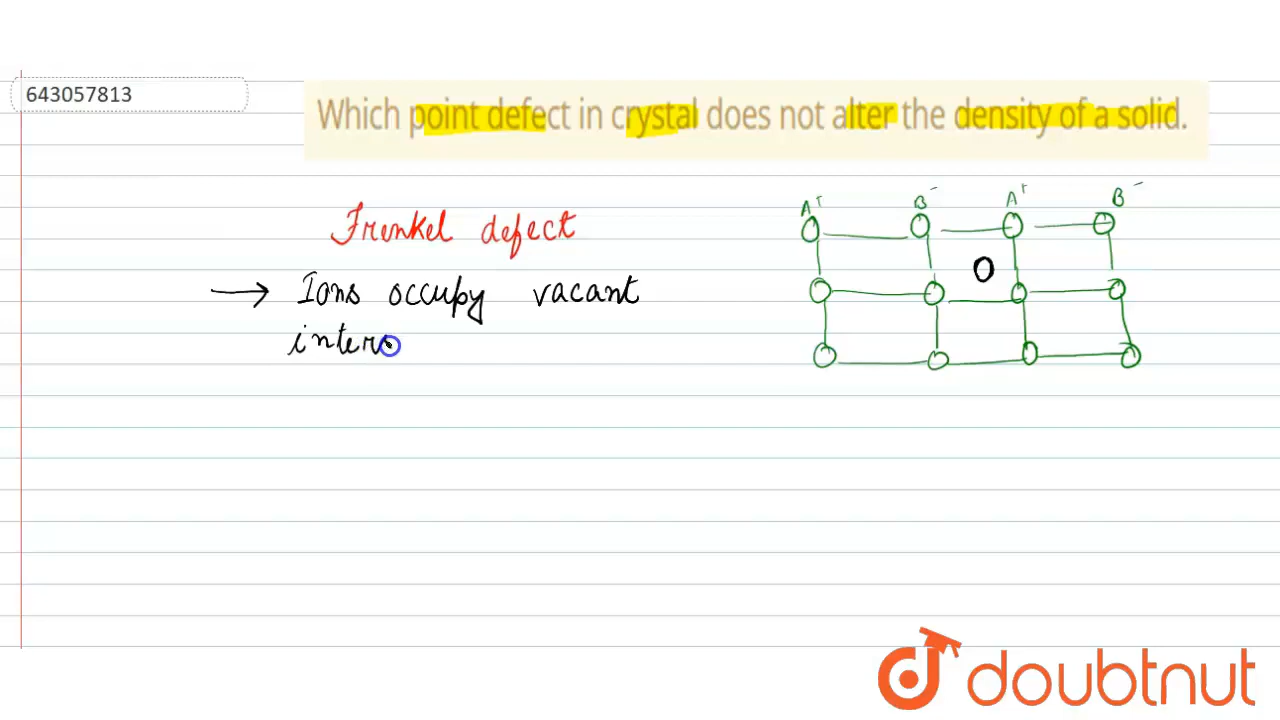 643057813
Which point defect in crystal does not alter the density of a solid.
Frenkel defect
→ Ions occupy vacant
inters
A+ B- A+ B-
doubtnut